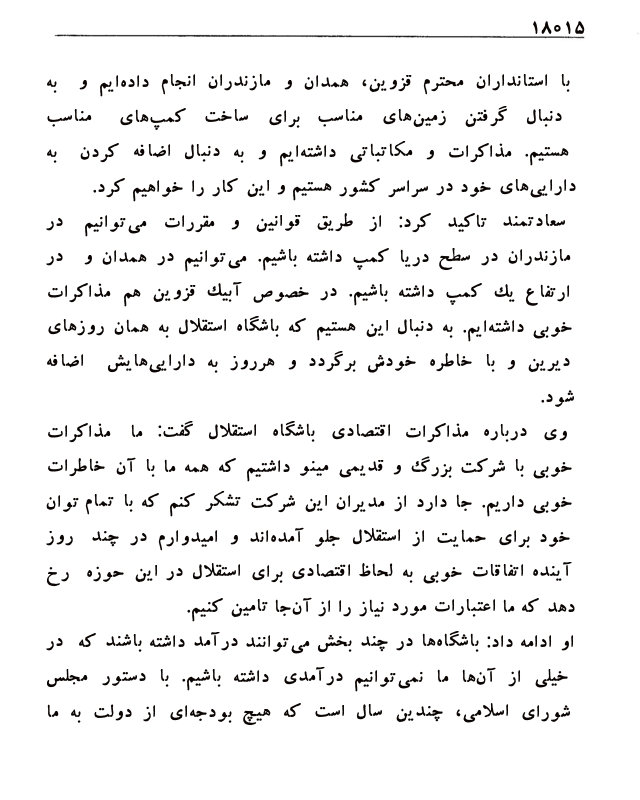 ۱۸۰۱۵
با استانداران محترم قزوین، همدان و مازندران انجام داده‌ایم و به
دنبال گرفتن زمین‌های مناسب برای ساخت کمپ‌های مناسب
هستیم. مذاکرات و مکاتباتی داشته‌ایم و به دنبال اضافه کردن به
دارایی‌های خود در سراسر کشور هستیم و این کار را خواهیم کرد.
سعادتمند تاکید کرد: از طریق قوانین و مقررات می‌توانیم در
مازندران در سطح دریا کمپ داشته باشیم. می‌توانیم در همدان و در
ارتفاع یك کمپ داشته باشیم. در خصوص آبیك قزوین هم مذاکرات
خوبی داشته‌ایم. به دنبال این هستیم که باشگاه استقلال به همان روزهای
دیرین و با خاطره خودش برگردد و هرروز به دارایی‌هایش اضافه
شود.
وی درباره مذاکرات اقتصادی باشگاه استقلال گفت: ما مذاکرات
خوبی با شرکت بزرگ و قدیمی مینو داشتیم که همه ما با آن خاطرات
خوبی داریم. جا دارد از مدیران این شرکت تشکر کنم که با تمام توان
خود برای حمایت از استقلال جلو آمده‌اند و امیدوارم در چند روز
آینده اتفاقات خوبی به لحاظ اقتصادی برای استقلال در این حوزه رخ
دهد که ما اعتبارات مورد نیاز را از آن‌جا تامین کنیم.
او ادامه داد: باشگاه‌ها در چند بخش می‌توانند درآمد داشته باشند که در
خیلی از آن‌ها ما نمی‌توانیم درآمدی داشته باشیم. با دستور مجلس
شورای اسلامی، چندین سال است که هیچ بودجه‌ای از دولت به ما